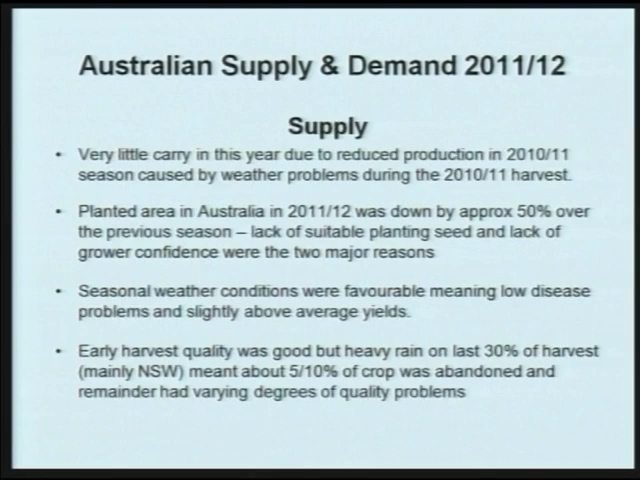 Australian Supply & Demand 2011/12
Supply
• Very little carry in this year due to reduced production in 2010/11
season caused by weather problems during the 2010/11 harvest.
• Planted area in Australia in 2011/12 was down by approx 50% over
the previous season – lack of suitable planting seed and lack of
grower confidence were the two major reasons
• Seasonal weather conditions were favourable meaning low disease
problems and slightly above average yields.
• Early harvest quality was good but heavy rain on last 30% of harvest
(mainly NSW) meant about 5/10% of crop was abandoned and
remainder had varying degrees of quality problems